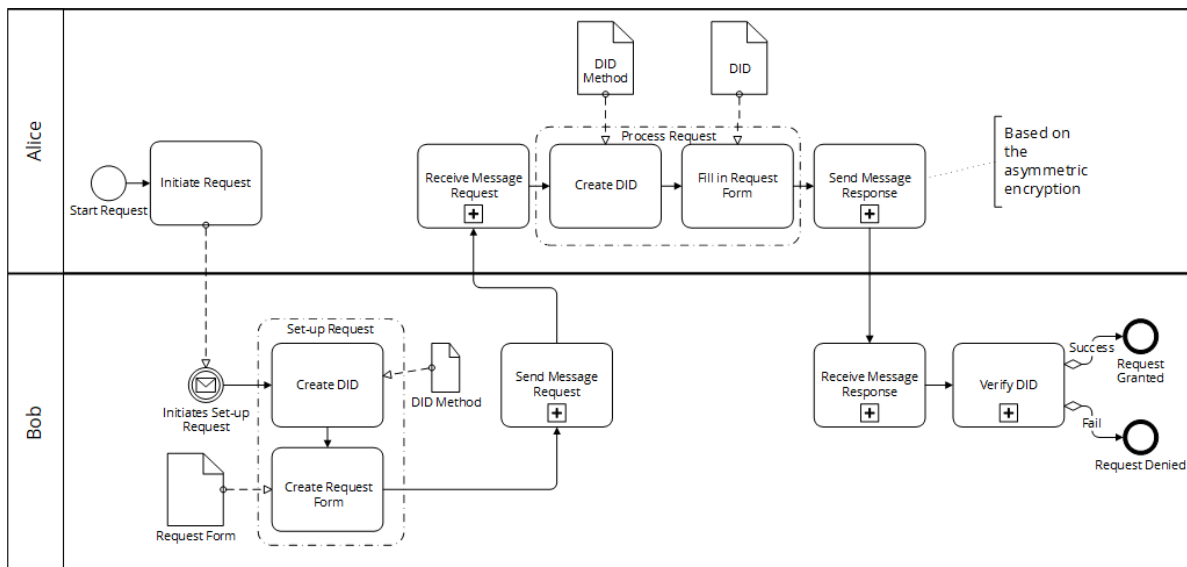 Alice
DID
Method
DID
Process Request
Based on
the
asymmetric
encryption
Start Request
Initiate Request
Receive Message
Request
Create DID
Fill in Request
Form
Send Message
Response
Bob
Set-up Request
Initiates Set-up
Request
Create DID
DID Method
Request Form
Create Request
Form
Send Message
Request
Receive Message
Response
Verify DID
Success
Request
Granted
Fail
Request Denied